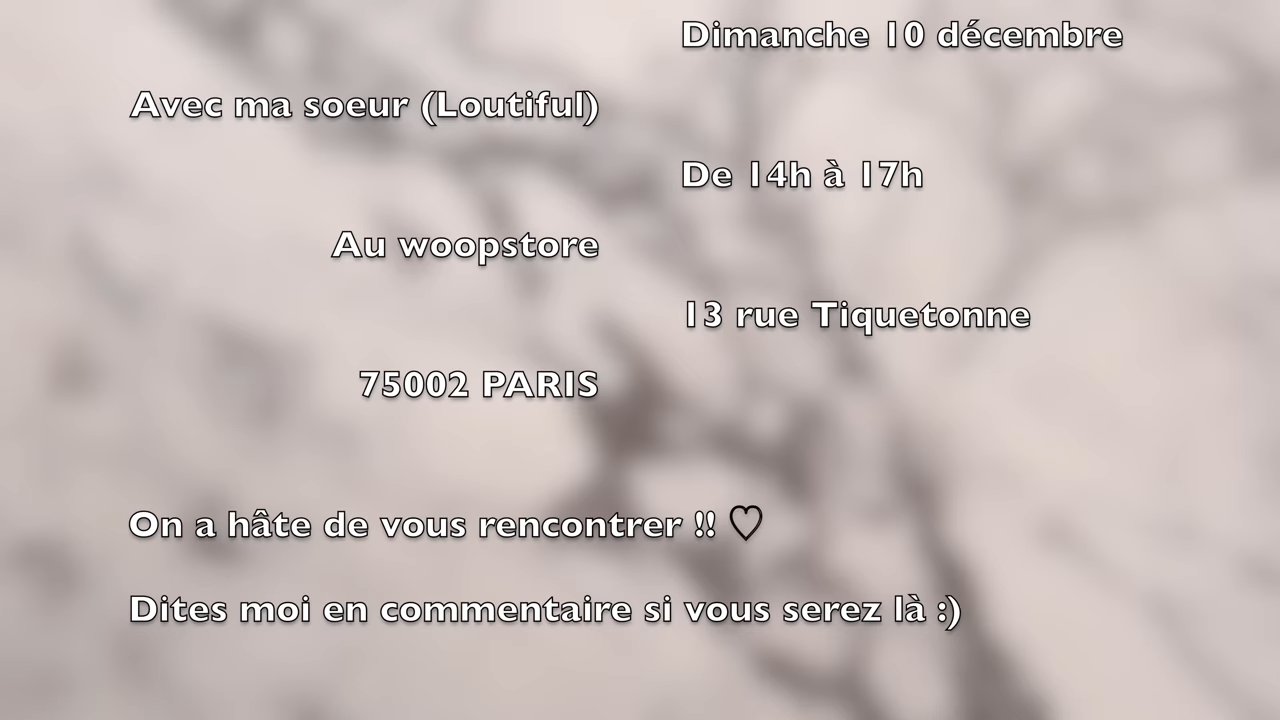 Dimanche 10 décembre
Avec ma soeur (Loutiful)
De 14h à 17h
Au woopstore
13 rue Tiquetonne
75002 PARIS
On a hâte de vous rencontrer !! ♡
Dites moi en commentaire si vous serez là :)